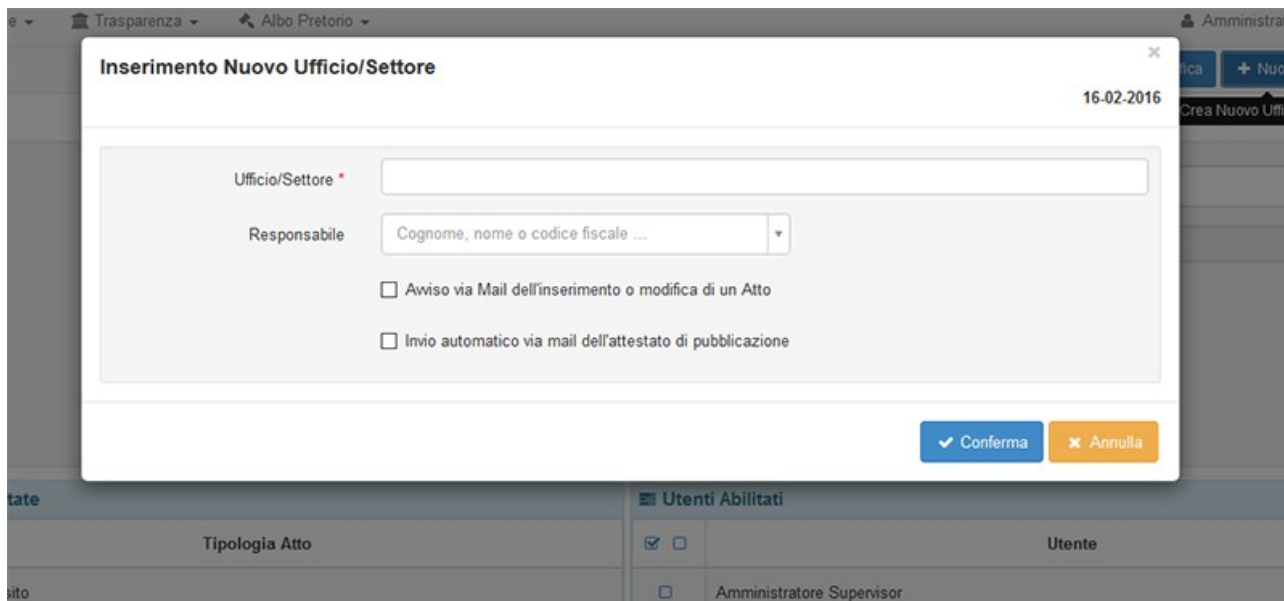 e
Trasparenza
Albo Pretorio
Inserimento Nuovo Ufficio/Settore
×
16-02-2016
Crea Nuovo Uffi
Ufficio/Settore *
Responsabile
Cognome, nome o codice fiscale ...
Avviso via Mail dell'inserimento o modifica di un Atto
Invio automatico via mail dell'attestato di pubblicazione
Conferma
Annulla
tate
Utenti Abilitati
Tipologia Atto
Utente
sito
Amministratore Supervisor